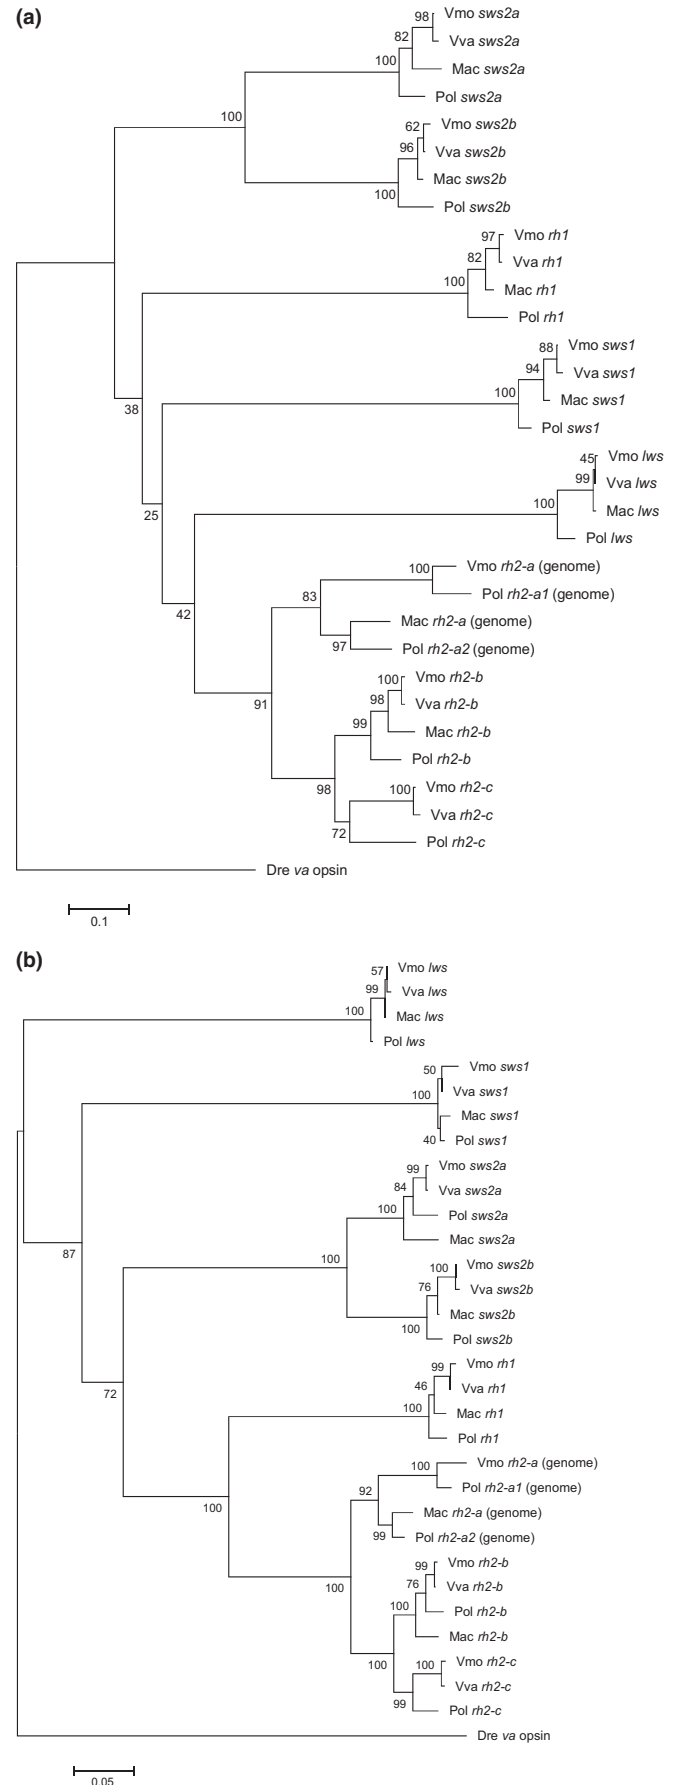 (a)
98
Vmo sws2a
82
Vva sws2a
100
Mac sws2a
Pol sws2a
100
62
Vmo sws2b
96
Vva sws2b
Mac sws2b
100
Pol sws2b
97
Vmo rh1
82
Vva rh1
100
Mac rh1
Pol rh1
88
Vmo sws1
94
Vva sws1
100
Mac sws1
38
Pol sws1
45
Vmo lws
99
Vva lws
100
Mac lws
25
Pol lws
100
Vmo rh2-a (genome)
83
Pol rh2-a1 (genome)
42
Mac rh2-a (genome)
97
Pol rh2-a2 (genome)
100
Vmo rh2-b
98
Vva rh2-b
91
99
Mac rh2-b
Pol rh2-b
98
100
Vmo rh2-c
Vva rh2-c
72
Pol rh2-c
Dre va opsin
0.1
(b)
57
Vmo lws
99
Vva lws
100
Mac lws
Pol lws
50
Vmo sws1
100
Vva sws1
Mac sws1
40
Pol sws1
99
Vmo sws2a
84
Vva sws2a
100
Pol sws2a
Mac sws2a
87
100
100
Vmo sws2b
76
Vva sws2b
Mac sws2b
100
Pol sws2b
99
Vmo rh1
46
Vva rh1
72
100
Mac rh1
Pol rh1
100
Vmo rh2-a (genome)
92
Pol rh2-a1 (genome)
100
Mac rh2-a (genome)
99
Pol rh2-a2 (genome)
99
Vmo rh2-b
76
Vva rh2-b
100
100
Pol rh2-b
Mac rh2-b
100
100
Vmo rh2-c
Vva rh2-c
99
Pol rh2-c
Dre va opsin
0.05